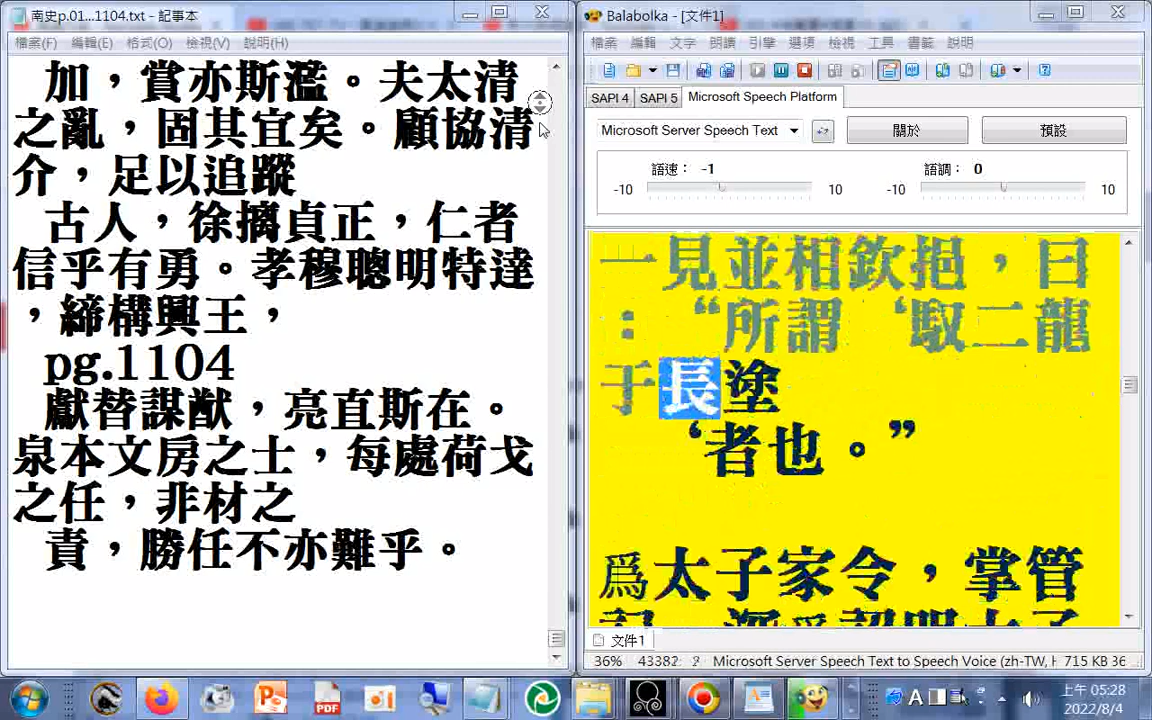 南史p.01...1104.txt - 記事本
檔案(F) 編輯(E) 格式(O) 檢視(V) 說明(H)
加，賞亦斯濫。夫太清
之亂，固其宜矣。顧協清
介，足以追蹤
古人，徐摛貞正，仁者
信乎有勇。孝穆聰明特達
，締構興王，
pg.1104
獻替謀猷，亮直斯在。
泉本文房之士，每處荷戈
之任，非材之
責，勝任不亦難乎。
Balabolka - [文件1]
檔案 編輯 文字 朗讀 引擎 選項 檢視 工具 書籤 說明
SAPI 4 SAPI 5 Microsoft Speech Platform
Microsoft Server Speech Text 關於 預設
語速： -1 語調： 0
-10 10 -10 10
一見並相欽挹，曰
：“所謂‘馭二龍
于長塗
‘者也。”
爲太子家令，掌管
文件1
36% 43382: ? Microsoft Server Speech Text to Speech Voice (zh-TW, H 715 KB 36
上午 05:28
2022/8/4